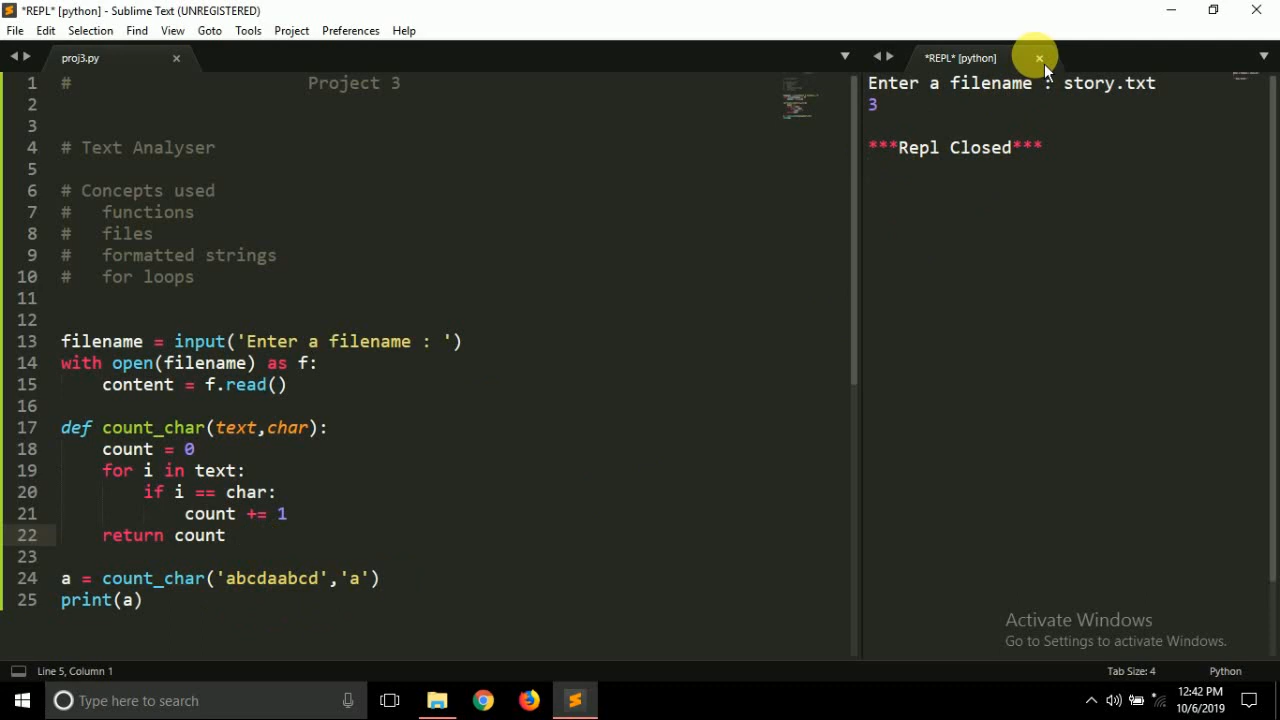 *REPL* [python] - Sublime Text (UNREGISTERED)
File Edit Selection Find View Goto Tools Project Preferences Help
proj3.py
*REPL* [python]
1 # Project 3
2
3
4 # Text Analyser
5
6 # Concepts used
7 # functions
8 # files
9 # formatted strings
10 # for loops
11
12
13 filename = input('Enter a filename : ')
14 with open(filename) as f:
15 content = f.read()
16
17 def count_char(text,char):
18 count = 0
19 for i in text:
20 if i == char:
21 count += 1
22 return count
23
24 a = count_char('abcdaabcd','a')
25 print(a)
Enter a filename : story.txt
3
***Repl Closed***
Activate Windows
Go to Settings to activate Windows.
Line 5, Column 1
Tab Size: 4
Python
Type here to search
12:42 PM
10/6/2019